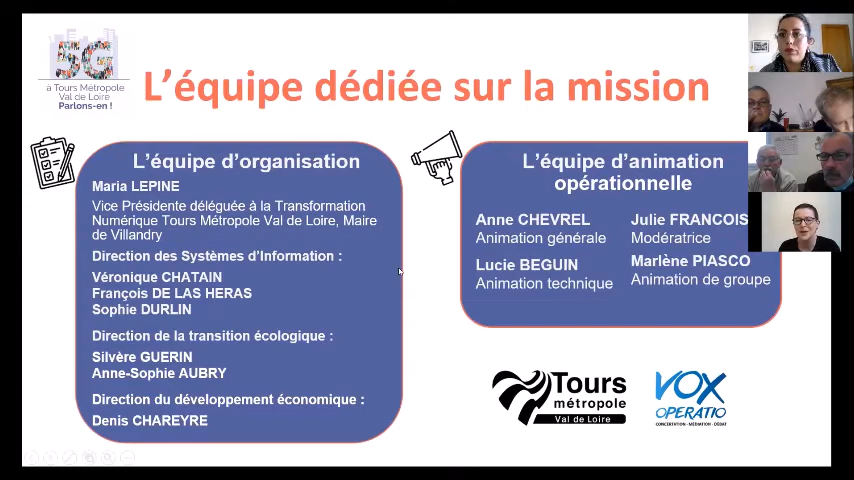 5G
à Tours Métropole
Val de Loire
Parlons-en !
L'équipe dédiée sur la mission
L'équipe d'organisation
Maria LEPINE
Vice Présidente déléguée à la Transformation
Numérique Tours Métropole Val de Loire, Maire
de Villandry
Direction des Systèmes d'Information :
Véronique CHATAIN
François DE LAS HERAS
Sophie DURLIN
Direction de la transition écologique :
Silvère GUERIN
Anne-Sophie AUBRY
Direction du développement économique :
Denis CHAREYRE
L'équipe d'animation
opérationnelle
Anne CHEVREL
Animation générale
Julie FRANCOIS
Modératrice
Lucie BEGUIN
Animation technique
Marlène PIASCO
Animation de groupe
Tours
métropole
Val de Loire
VOX
OPERATIO
CONCERTATION - MÉDIATION - DÉBAT